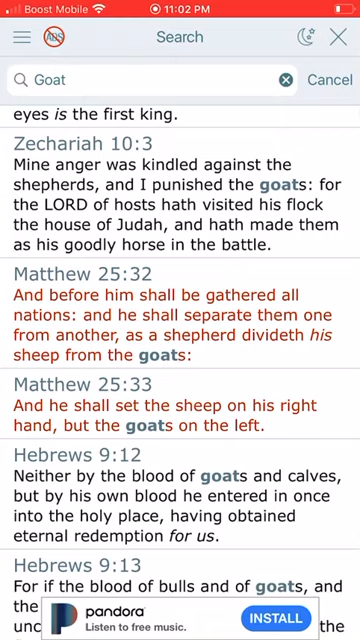 Boost Mobile 11:02 PM
ADS Search
Goat Cancel
eyes is the first king.
Zechariah 10:3
Mine anger was kindled against the
shepherds, and I punished the goats: for
the LORD of hosts hath visited his flock
the house of Judah, and hath made them
as his goodly horse in the battle.
Matthew 25:32
And before him shall be gathered all
nations: and he shall separate them one
from another, as a shepherd divideth his
sheep from the goats:
Matthew 25:33
And he shall set the sheep on his right
hand, but the goats on the left.
Hebrews 9:12
Neither by the blood of goats and calves,
but by his own blood he entered in once
into the holy place, having obtained
eternal redemption for us.
Hebrews 9:13
For if the blood of bulls and of goats, and
the
pandora
Listen to free music.
INSTALL
the